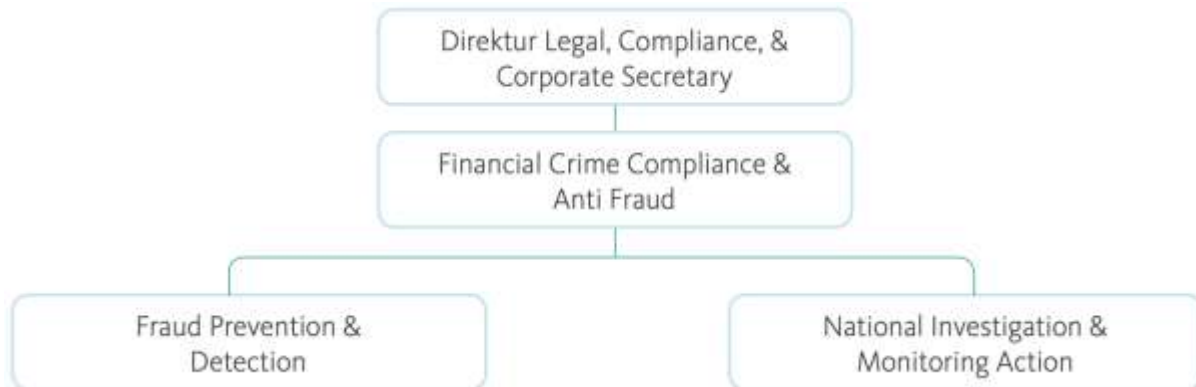 Direktur Legal, Compliance, &
Corporate Secretary
Financial Crime Compliance &
Anti Fraud
Fraud Prevention &
Detection
National Investigation &
Monitoring Action